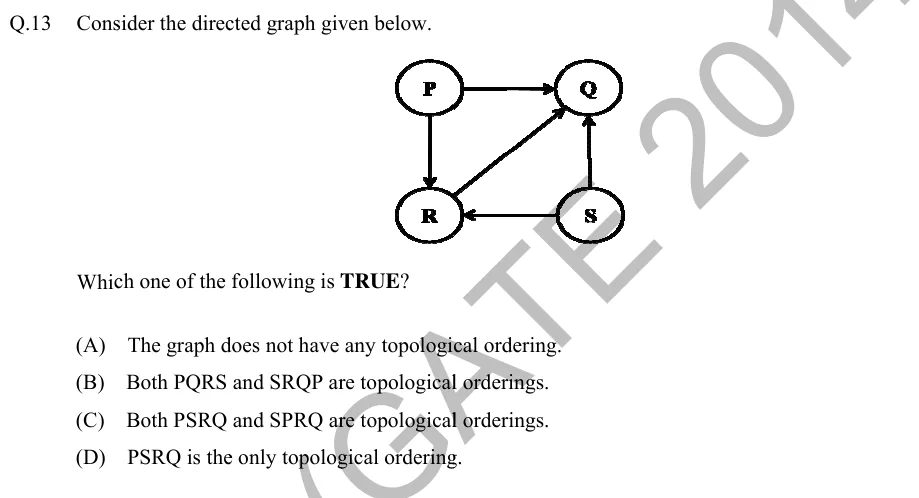 Q.13 Consider the directed graph given below.
P
Q
R
S
Which one of the following is TRUE?
(A) The graph does not have any topological ordering.
(B) Both PQRS and SRQP are topological orderings.
(C) Both PSRQ and SPRQ are topological orderings.
(D) PSRQ is the only topological ordering.
(GATE 2014